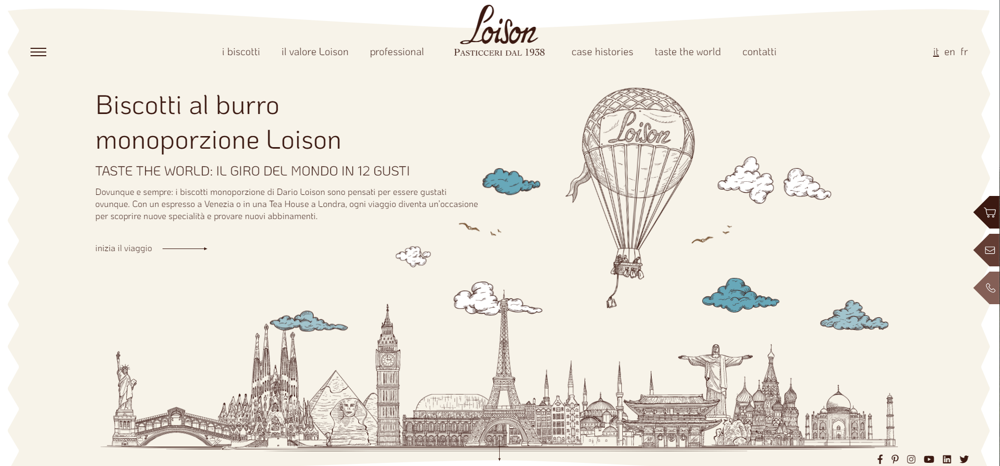 Loison
PASTICCERI DAL 1938
i biscotti
il valore Loison
professional
case histories
taste the world
contatti
it en fr
Biscotti al burro
monoporzione Loison
TASTE THE WORLD: IL GIRO DEL MONDO IN 12 GUSTI
Dovunque e sempre: i biscotti monoporzione di Dario Loison sono pensati per essere gustati
ovunque. Con un espresso a Venezia o in una Tea House a Londra, ogni viaggio diventa un’occasione
per scoprire nuove specialità e provare nuovi abbinamenti.
inizia il viaggio
Loison